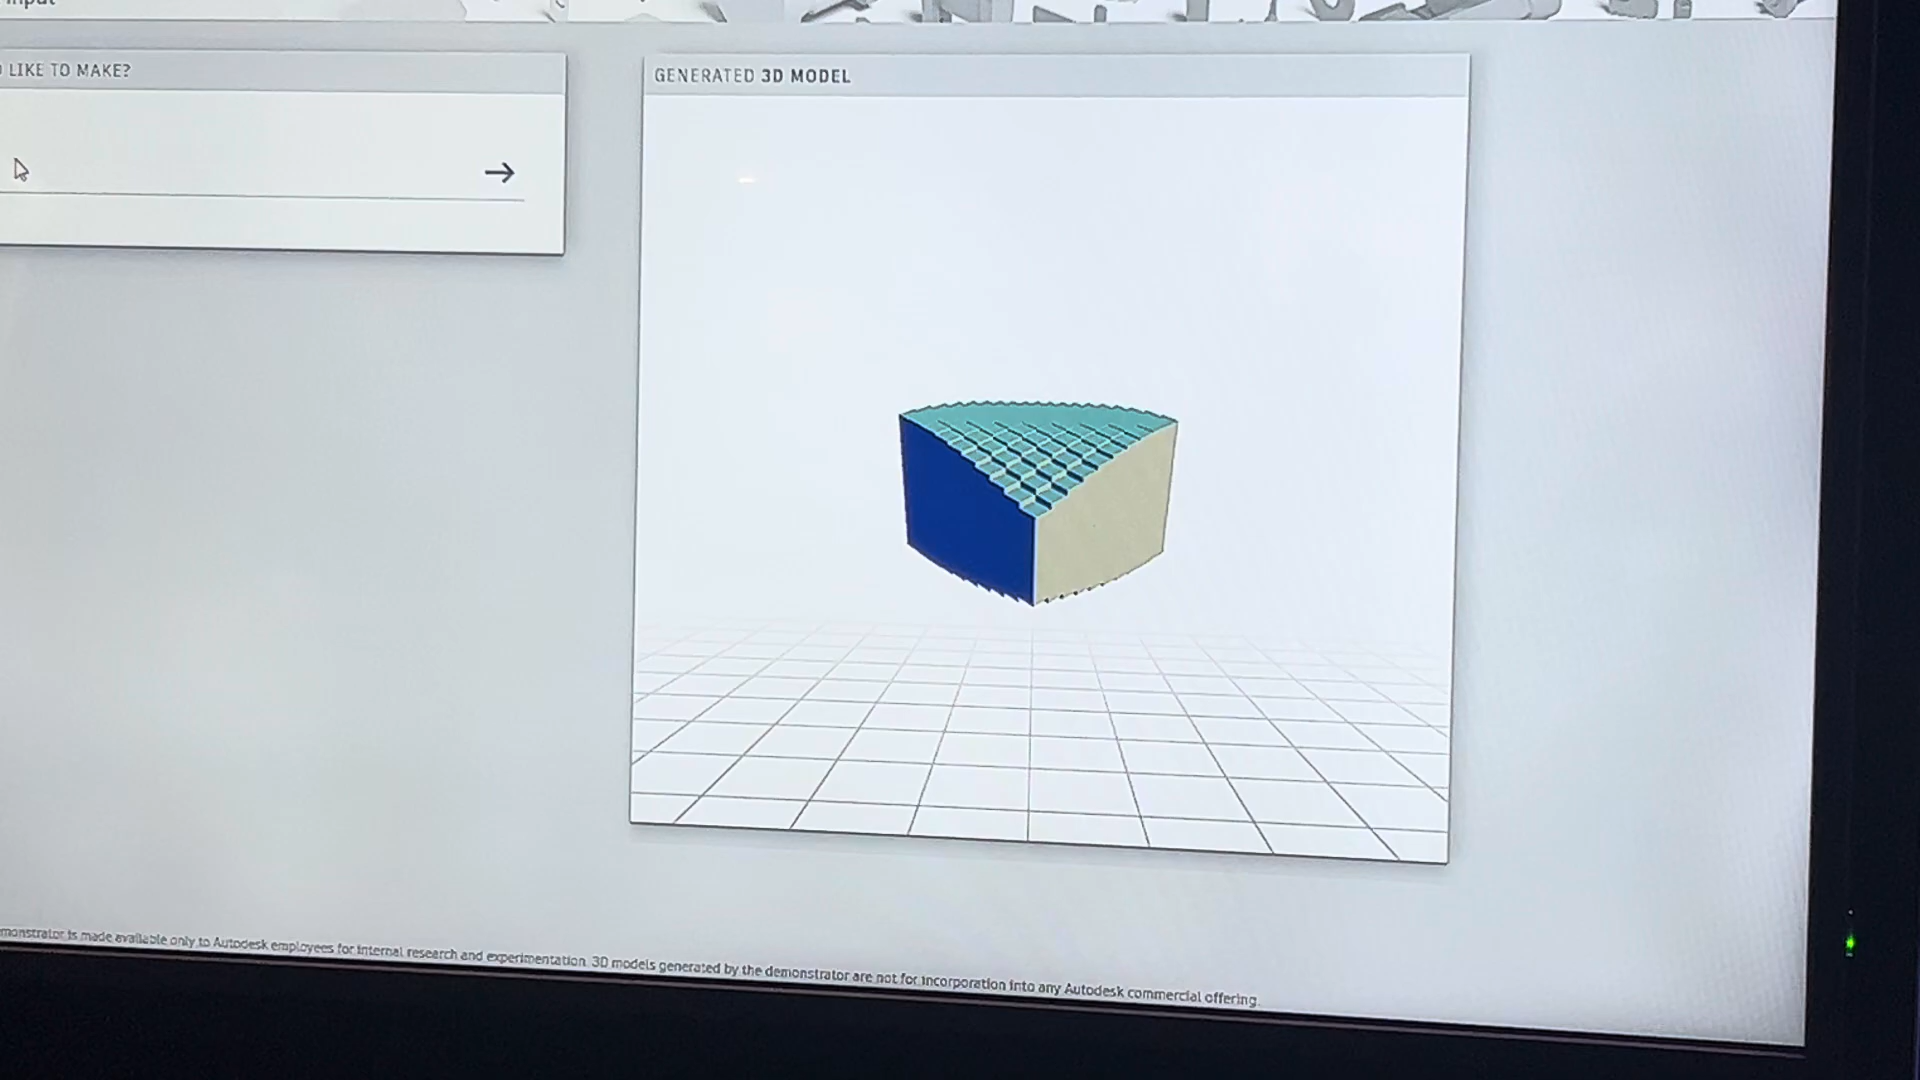 LIKE TO MAKE?
GENERATED 3D MODEL
is made available only to Autodesk employees for internal research and experimentation. 3D models generated by the demonstrator are not for incorporation into any Autodesk commercial offering.